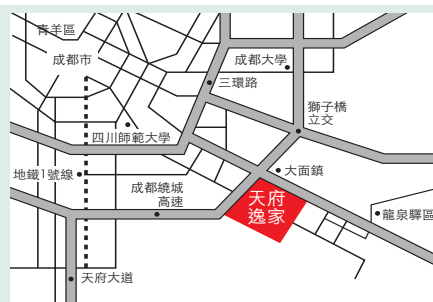 青羊區
成都市
成都大學
三環路
獅子橋
立交
四川師範大學
大面鎮
地鐵1號線
成都繞城
高速
天府
逸家
龍泉驛區
天府大道